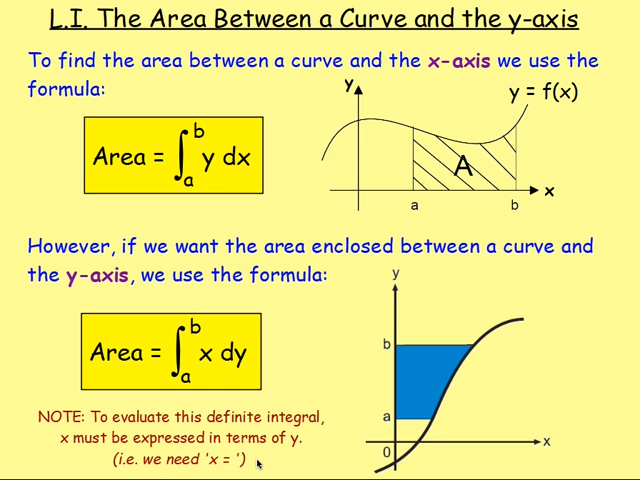 L.I. The Area Between a Curve and the y-axis
To find the area between a curve and the x-axis we use the
formula:
Area = ∫ₐᵇ y dx
y
y = f(x)
A
x
a b
However, if we want the area enclosed between a curve and
the y-axis, we use the formula:
Area = ∫ₐᵇ x dy
y
b
a
0
x
NOTE: To evaluate this definite integral,
x must be expressed in terms of y.
(i.e. we need 'x = ')